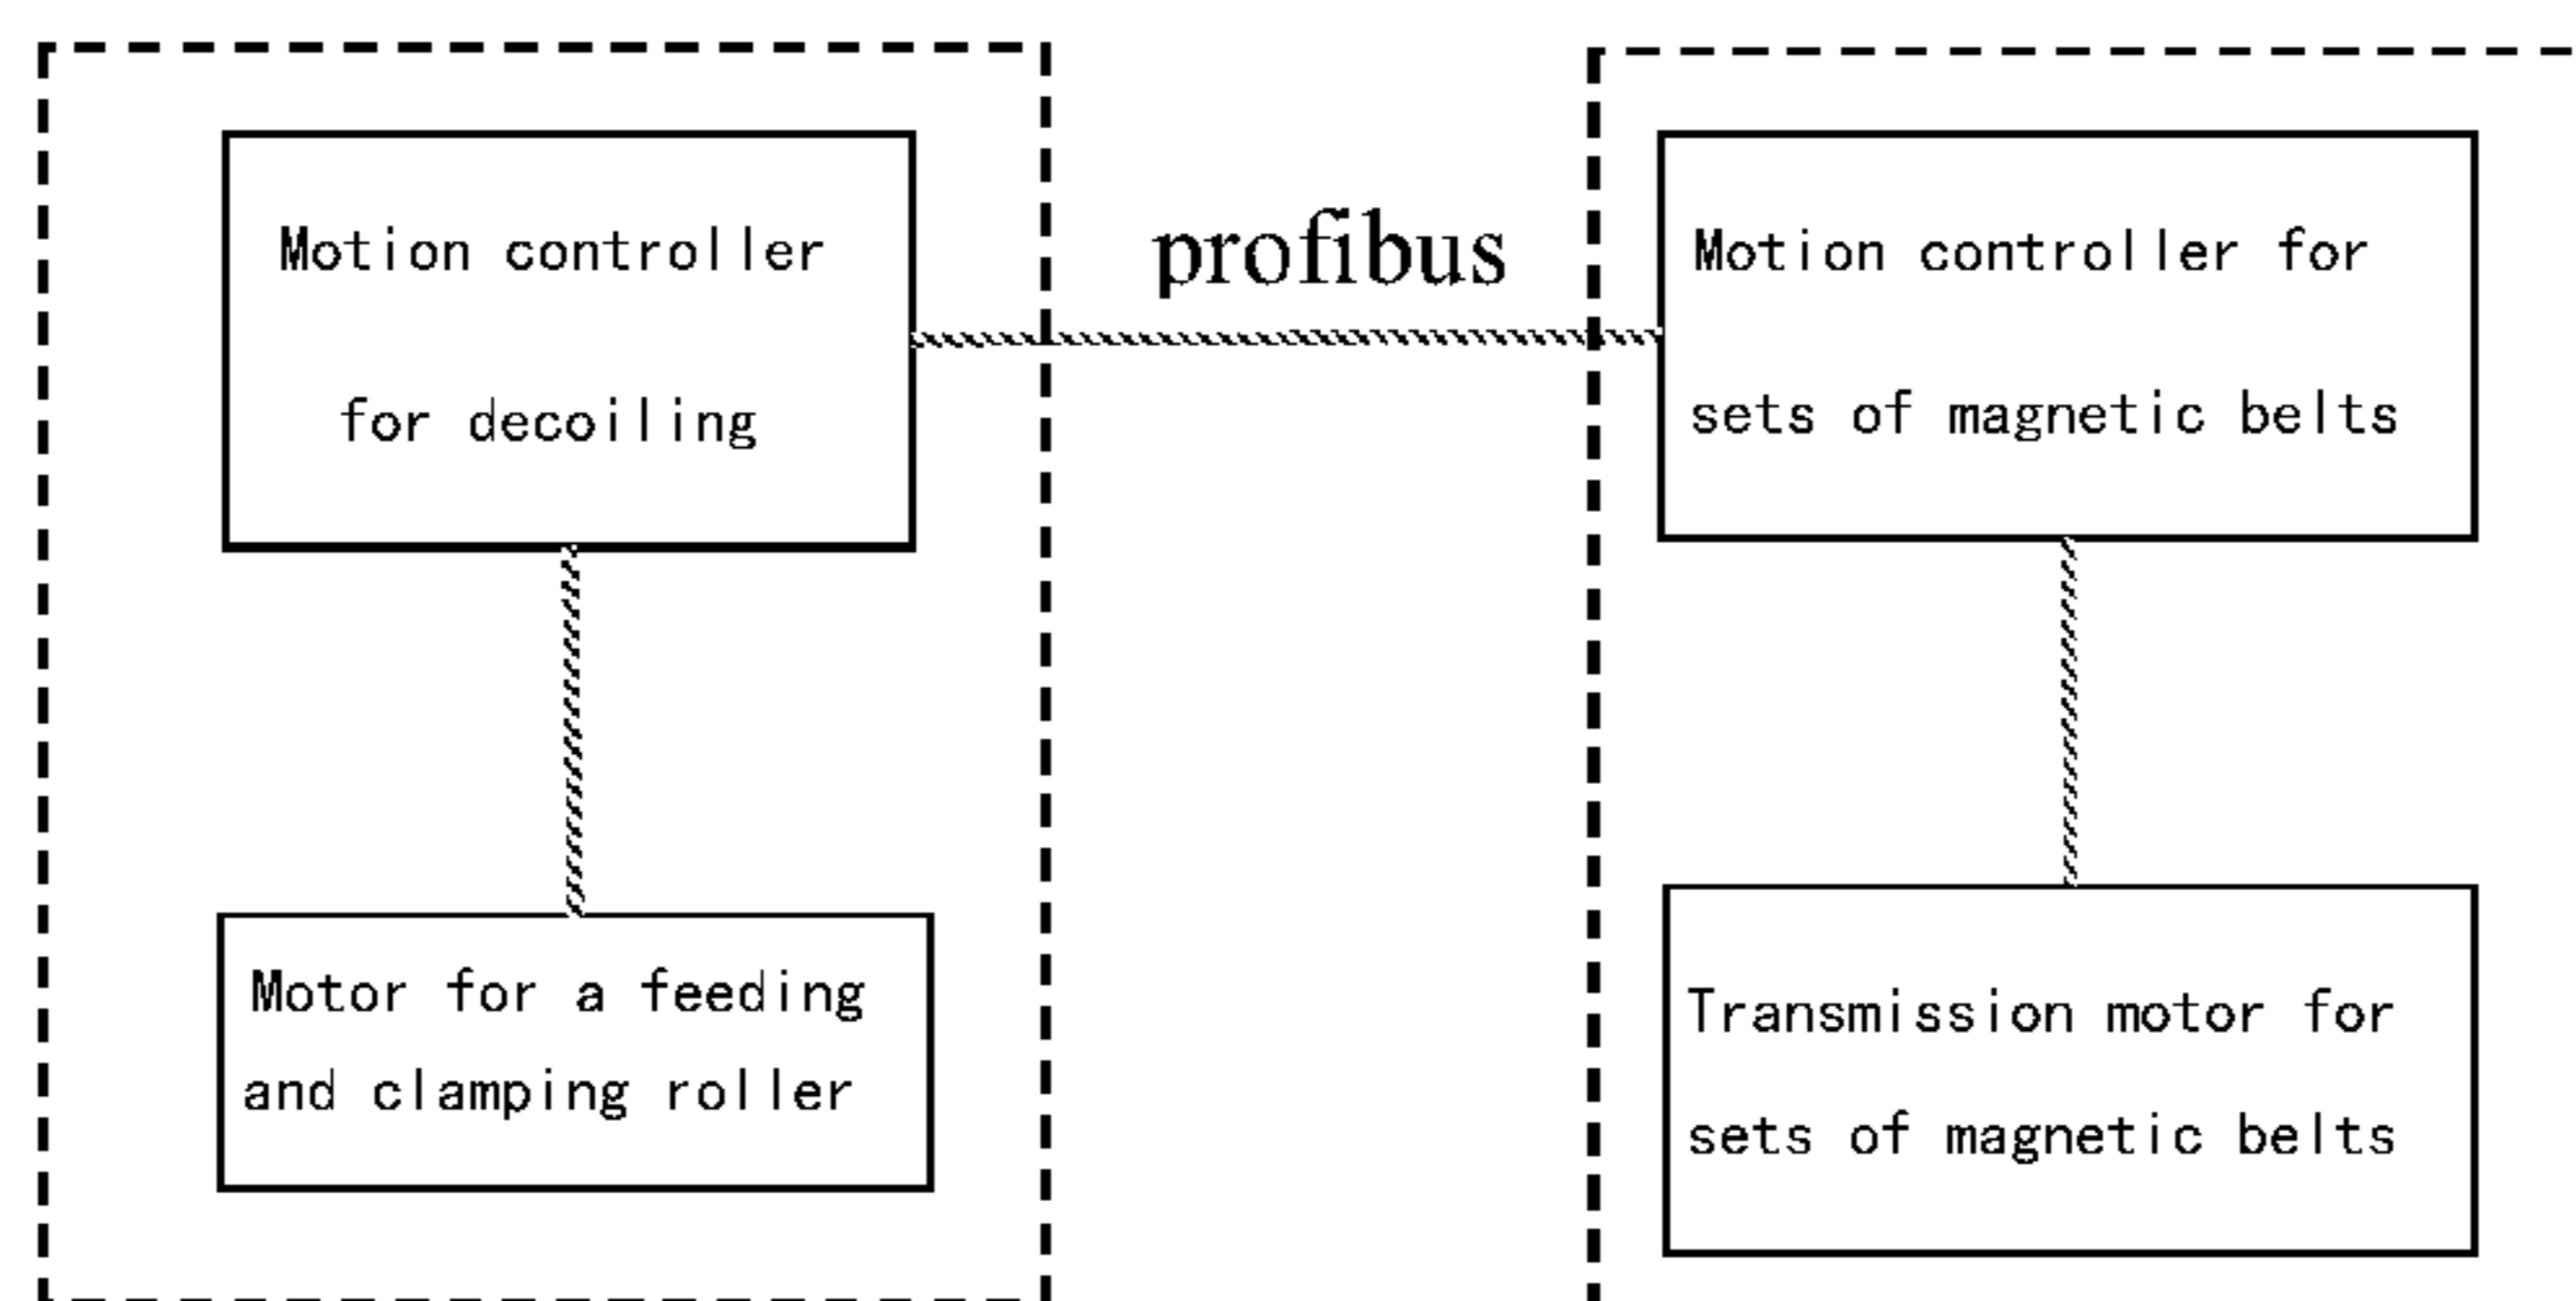 Motion controller
for decoiling
profibus
Motion controller for
sets of magnetic belts
Motor for a feeding
and clamping roller
Transmission motor for
sets of magnetic belts